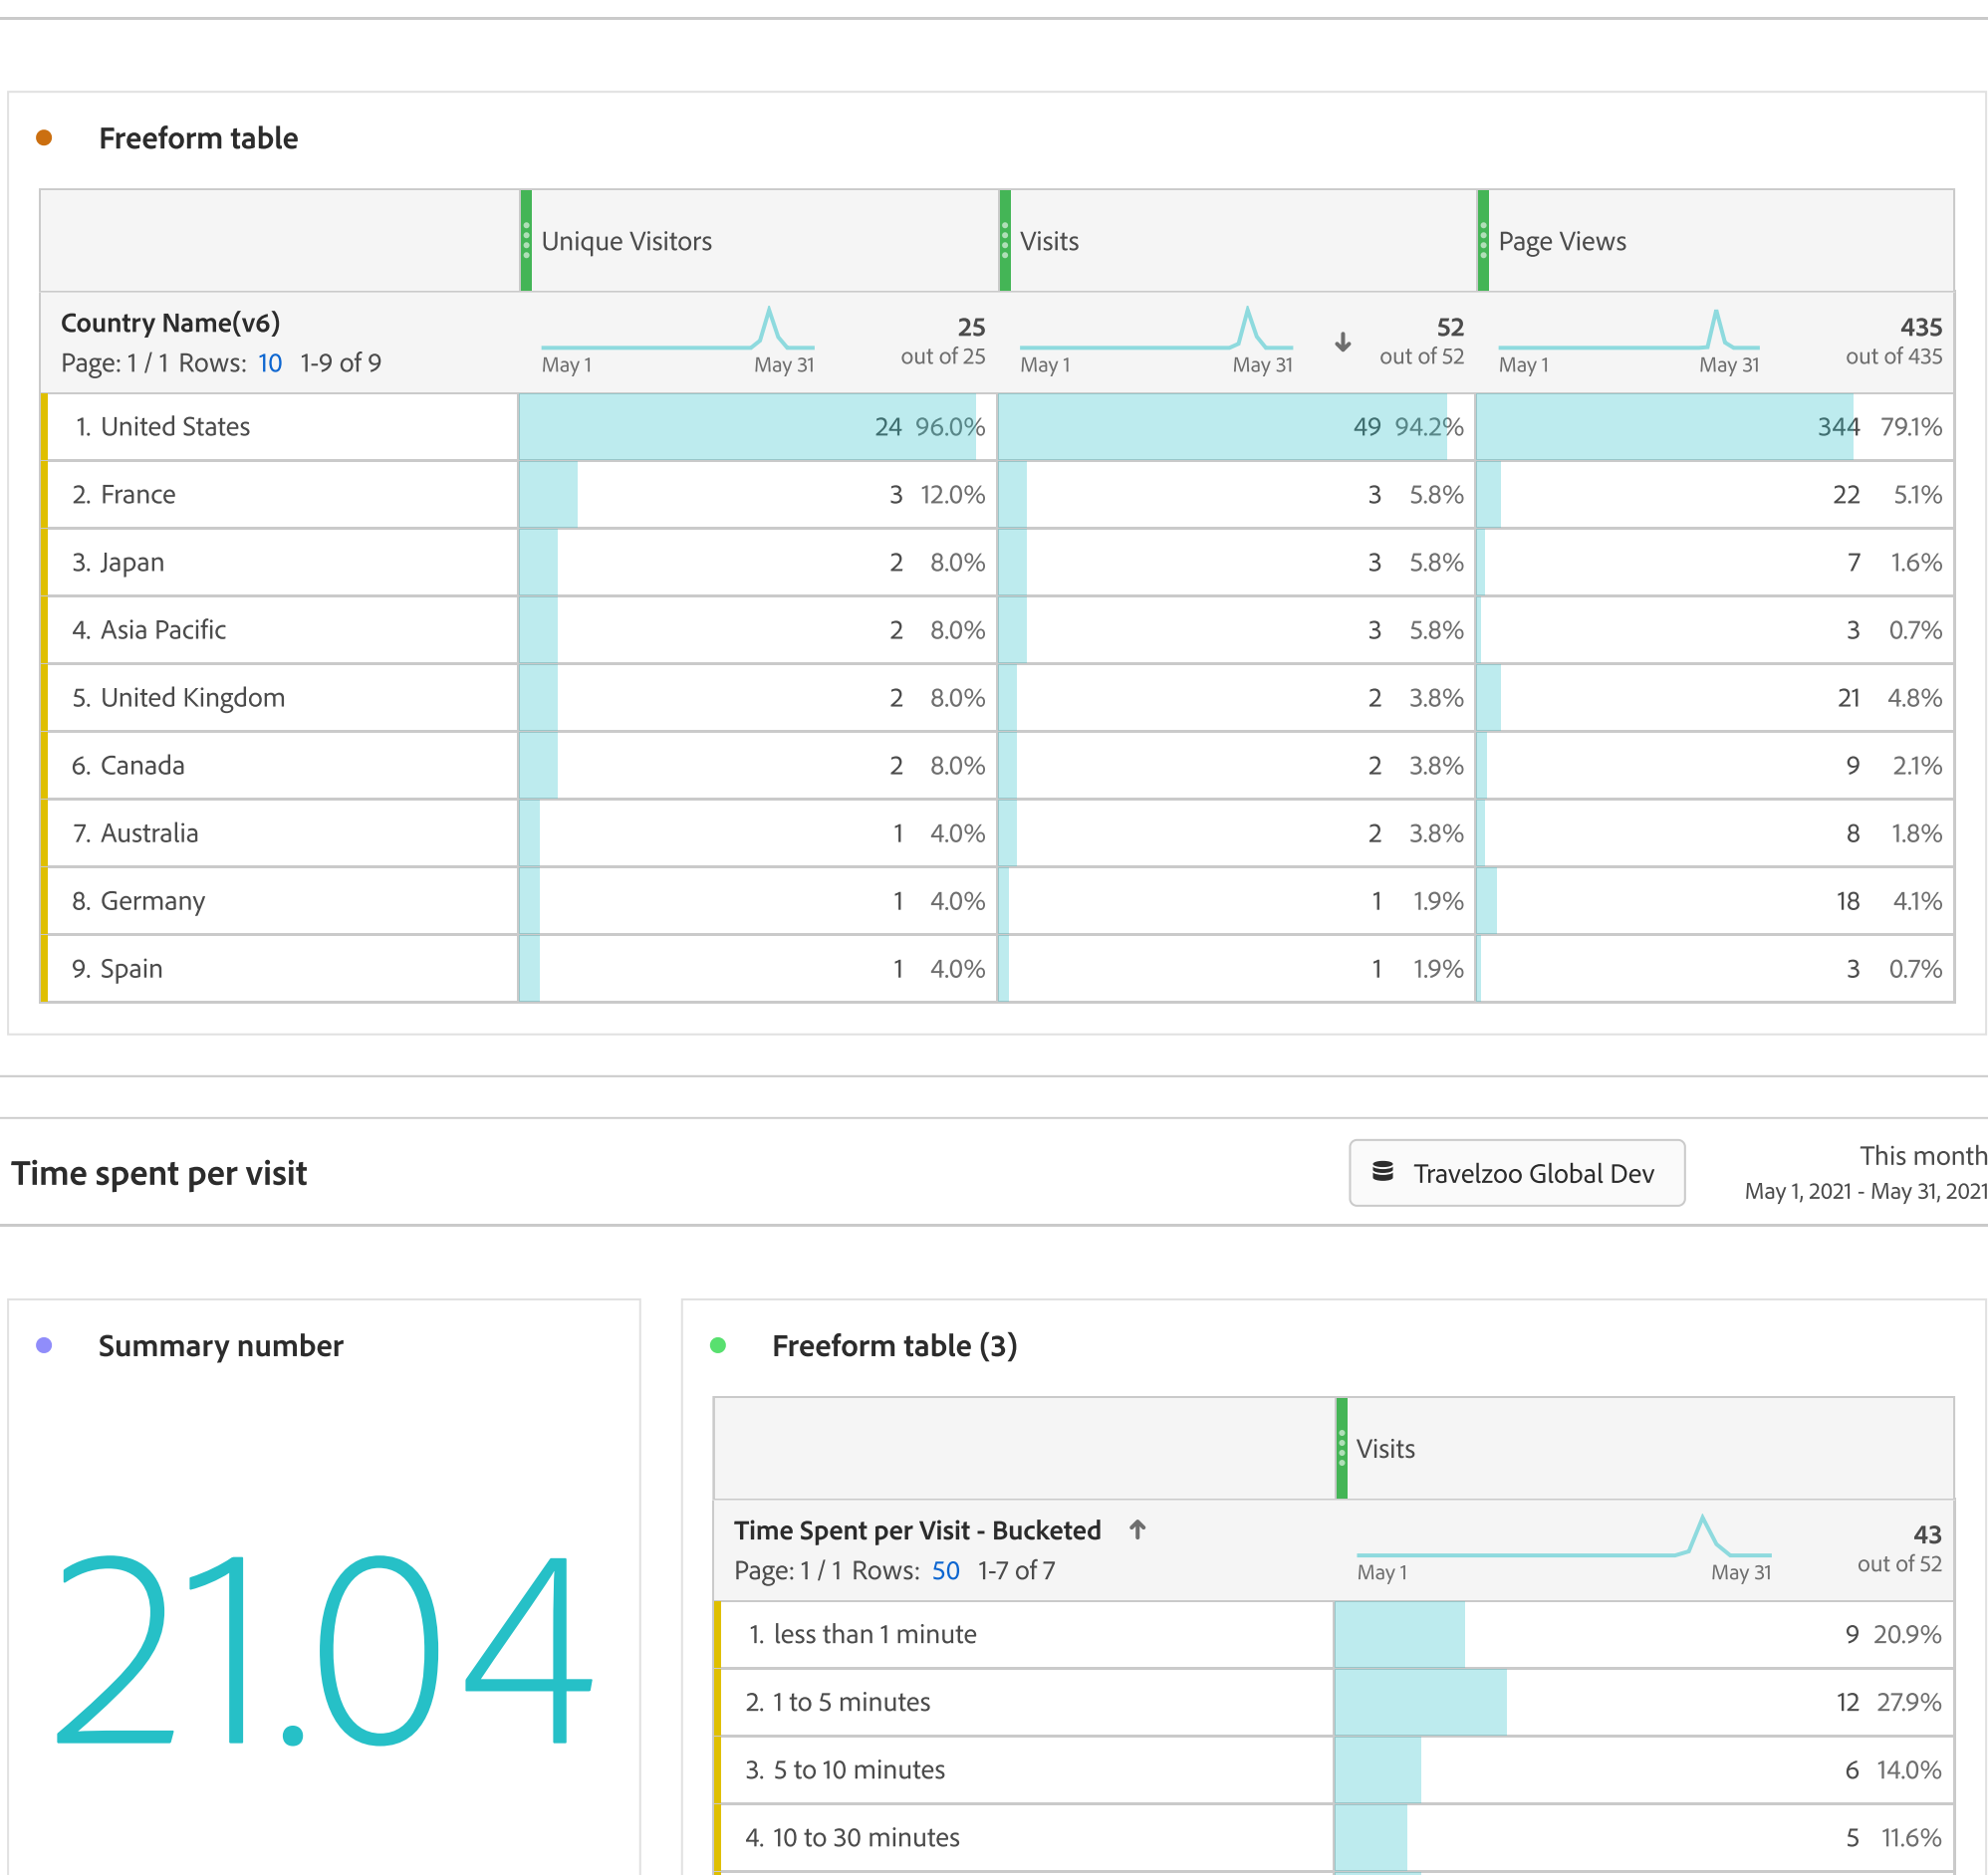 Freeform table
Unique Visitors Visits Page Views
Country Name(v6)
Page: 1 / 1 Rows: 10 1-9 of 9
May 1 May 31 25 out of 25
May 1 May 31 52 out of 52
May 1 May 31 435 out of 435
1. United States 24 96.0% 49 94.2% 344 79.1%
2. France 3 12.0% 3 5.8% 22 5.1%
3. Japan 2 8.0% 3 5.8% 7 1.6%
4. Asia Pacific 2 8.0% 3 5.8% 3 0.7%
5. United Kingdom 2 8.0% 2 3.8% 21 4.8%
6. Canada 2 8.0% 2 3.8% 9 2.1%
7. Australia 1 4.0% 2 3.8% 8 1.8%
8. Germany 1 4.0% 1 1.9% 18 4.1%
9. Spain 1 4.0% 1 1.9% 3 0.7%
Time spent per visit
Travelzoo Global Dev
This month
May 1, 2021 - May 31, 2021
Summary number
21.04
Freeform table (3)
Visits
Time Spent per Visit - Bucketed
Page: 1 / 1 Rows: 50 1-7 of 7
May 1 May 31 43 out of 52
1. less than 1 minute 9 20.9%
2. 1 to 5 minutes 12 27.9%
3. 5 to 10 minutes 6 14.0%
4. 10 to 30 minutes 5 11.6%